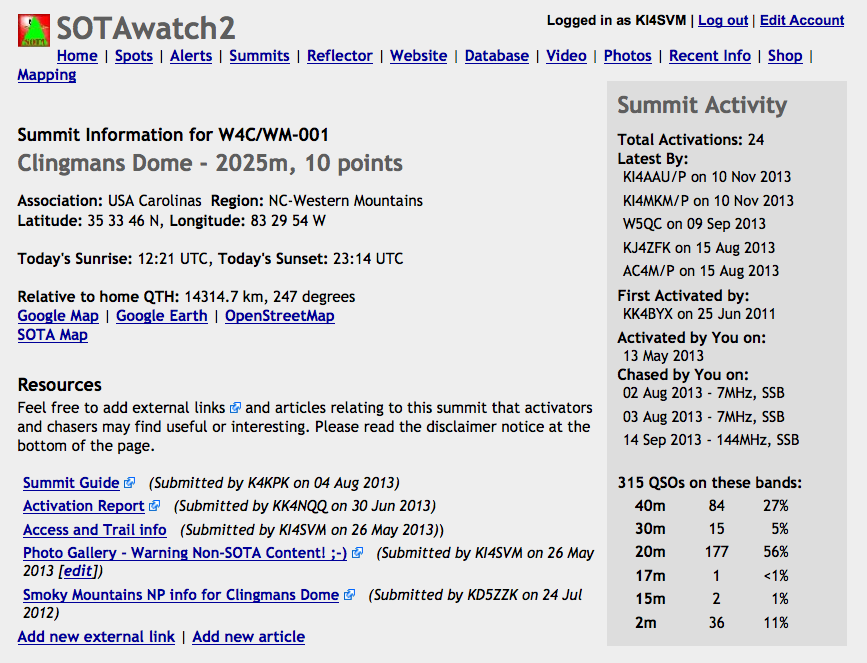 SOTAwatch2
Logged in as KI4SVM | Log out | Edit Account
Home | Spots | Alerts | Summits | Reflector | Website | Database | Video | Photos | Recent Info | Shop |
Mapping
Summit Information for W4C/WM-001
Clingmans Dome - 2025m, 10 points
Association: USA Carolinas Region: NC-Western Mountains
Latitude: 35 33 46 N, Longitude: 83 29 54 W
Today's Sunrise: 12:21 UTC, Today's Sunset: 23:14 UTC
Relative to home QTH: 14314.7 km, 247 degrees
Google Map | Google Earth | OpenStreetMap
SOTA Map
Resources
Feel free to add external links and articles relating to this summit that activators
and chasers may find useful or interesting. Please read the disclaimer notice at the
bottom of the page.
Summit Guide (Submitted by K4KPK on 04 Aug 2013)
Activation Report (Submitted by KK4NQQ on 30 Jun 2013)
Access and Trail info (Submitted by KI4SVM on 26 May 2013))
Photo Gallery - Warning Non-SOTA Content! ;-) (Submitted by KI4SVM on 26 May
2013 [edit])
Smoky Mountains NP info for Clingmans Dome (Submitted by KD5ZZK on 24 Jul
2012)
Add new external link | Add new article
Summit Activity
Total Activations: 24
Latest By:
KI4AAU/P on 10 Nov 2013
KI4MKM/P on 10 Nov 2013
W5QC on 09 Sep 2013
KJ4ZFK on 15 Aug 2013
AC4M/P on 15 Aug 2013
First Activated by:
KK4BYX on 25 Jun 2011
Activated by You on:
13 May 2013
Chased by You on:
02 Aug 2013 - 7MHz, SSB
03 Aug 2013 - 7MHz, SSB
14 Sep 2013 - 144MHz, SSB
315 QSOs on these bands:
40m 84 27%
30m 15 5%
20m 177 56%
17m 1 <1%
15m 2 1%
2m 36 11%